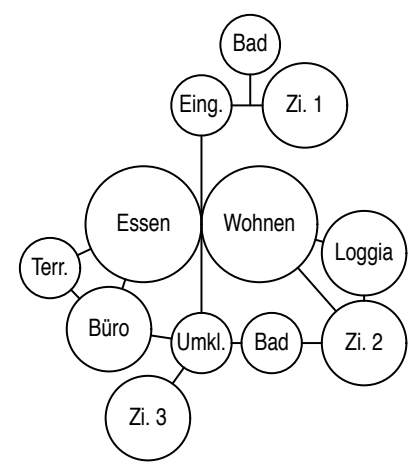 Bad
Eing.
Zi. 1
Essen
Wohnen
Loggia
Terr.
Büro
Umkl.
Bad
Zi. 2
Zi. 3